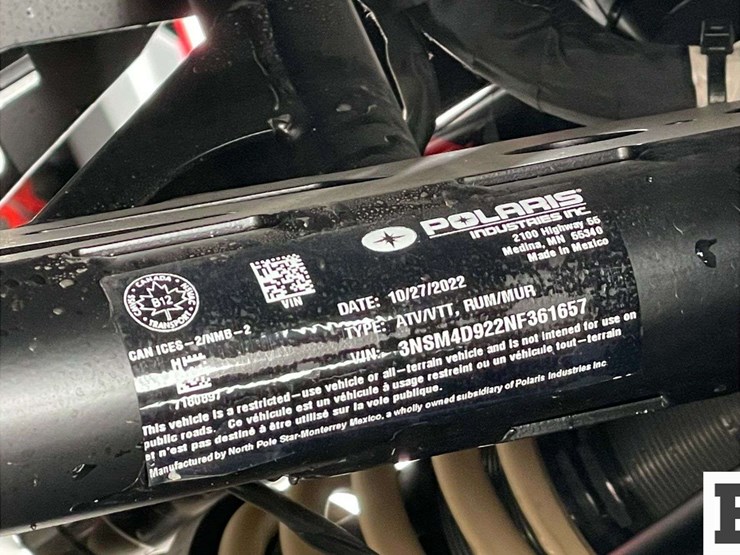 POLARIS
INDUSTRIES INC.
2100 Highway 55
Medina, MN 55340
Made in Mexico
CANADA
B12
TRANSPORT
VIN
DATE: 10/27/2022
CAN ICES-2/NMB-2
TYPE: ATV/VTT, RUM/MUR
VIN: 3NSM4D922NF361657
This vehicle is a restricted-use vehicle or all-terrain vehicle and is not intended for use on
public roads. Ce véhicule est un véhicule à usage restreint ou un véhicule tout-terrain
et n'est pas destiné à être utilisé sur la voie publique.
Manufactured by North Pole Star-Monterrey Mexico, a wholly owned subsidiary of Polaris Industries Inc